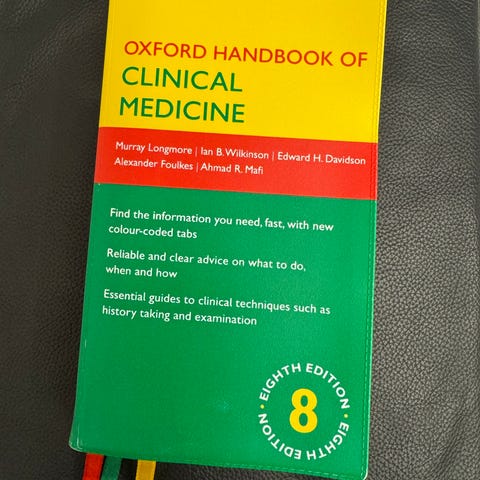 OXFORD HANDBOOK OF
CLINICAL
MEDICINE
Murray Longmore | Ian B. Wilkinson | Edward H. Davidson
Alexander Foulkes | Ahmad R. Mafi
Find the information you need, fast, with new
colour-coded tabs
Reliable and clear advice on what to do,
when and how
Essential guides to clinical techniques such as
history taking and examination
EIGHTH EDITION · EIGHTH EDITION ·
8